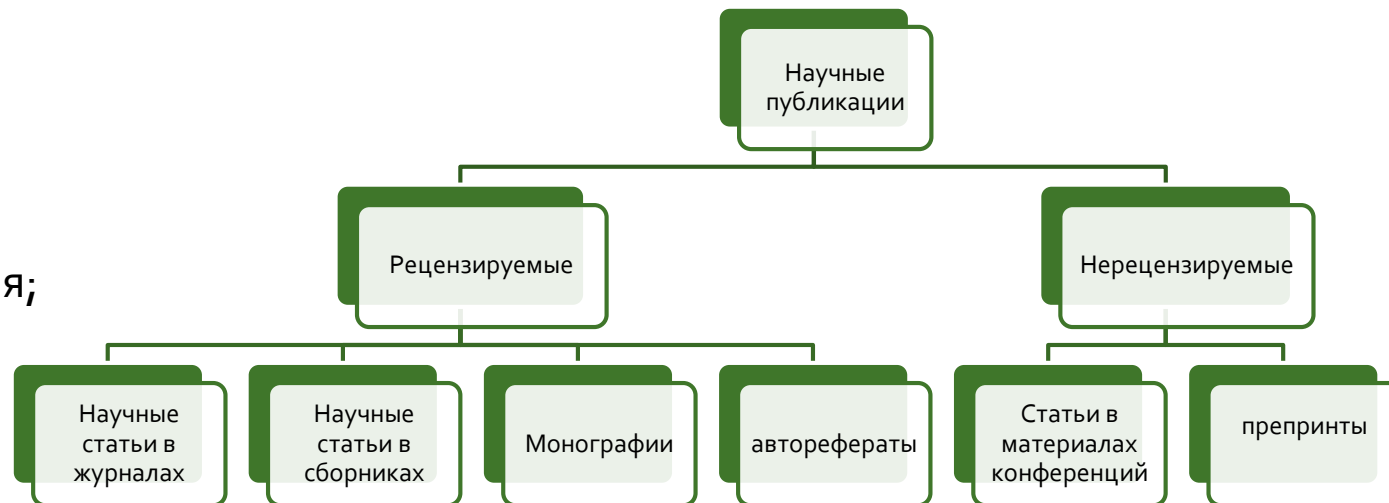 Научные
публикации
Рецензируемые
Нерецензируемые
я;
Научные
статьи в
журналах
Научные
статьи в
сборниках
Монографии
авторефераты
Статьи в
материалах
конференций
препринты